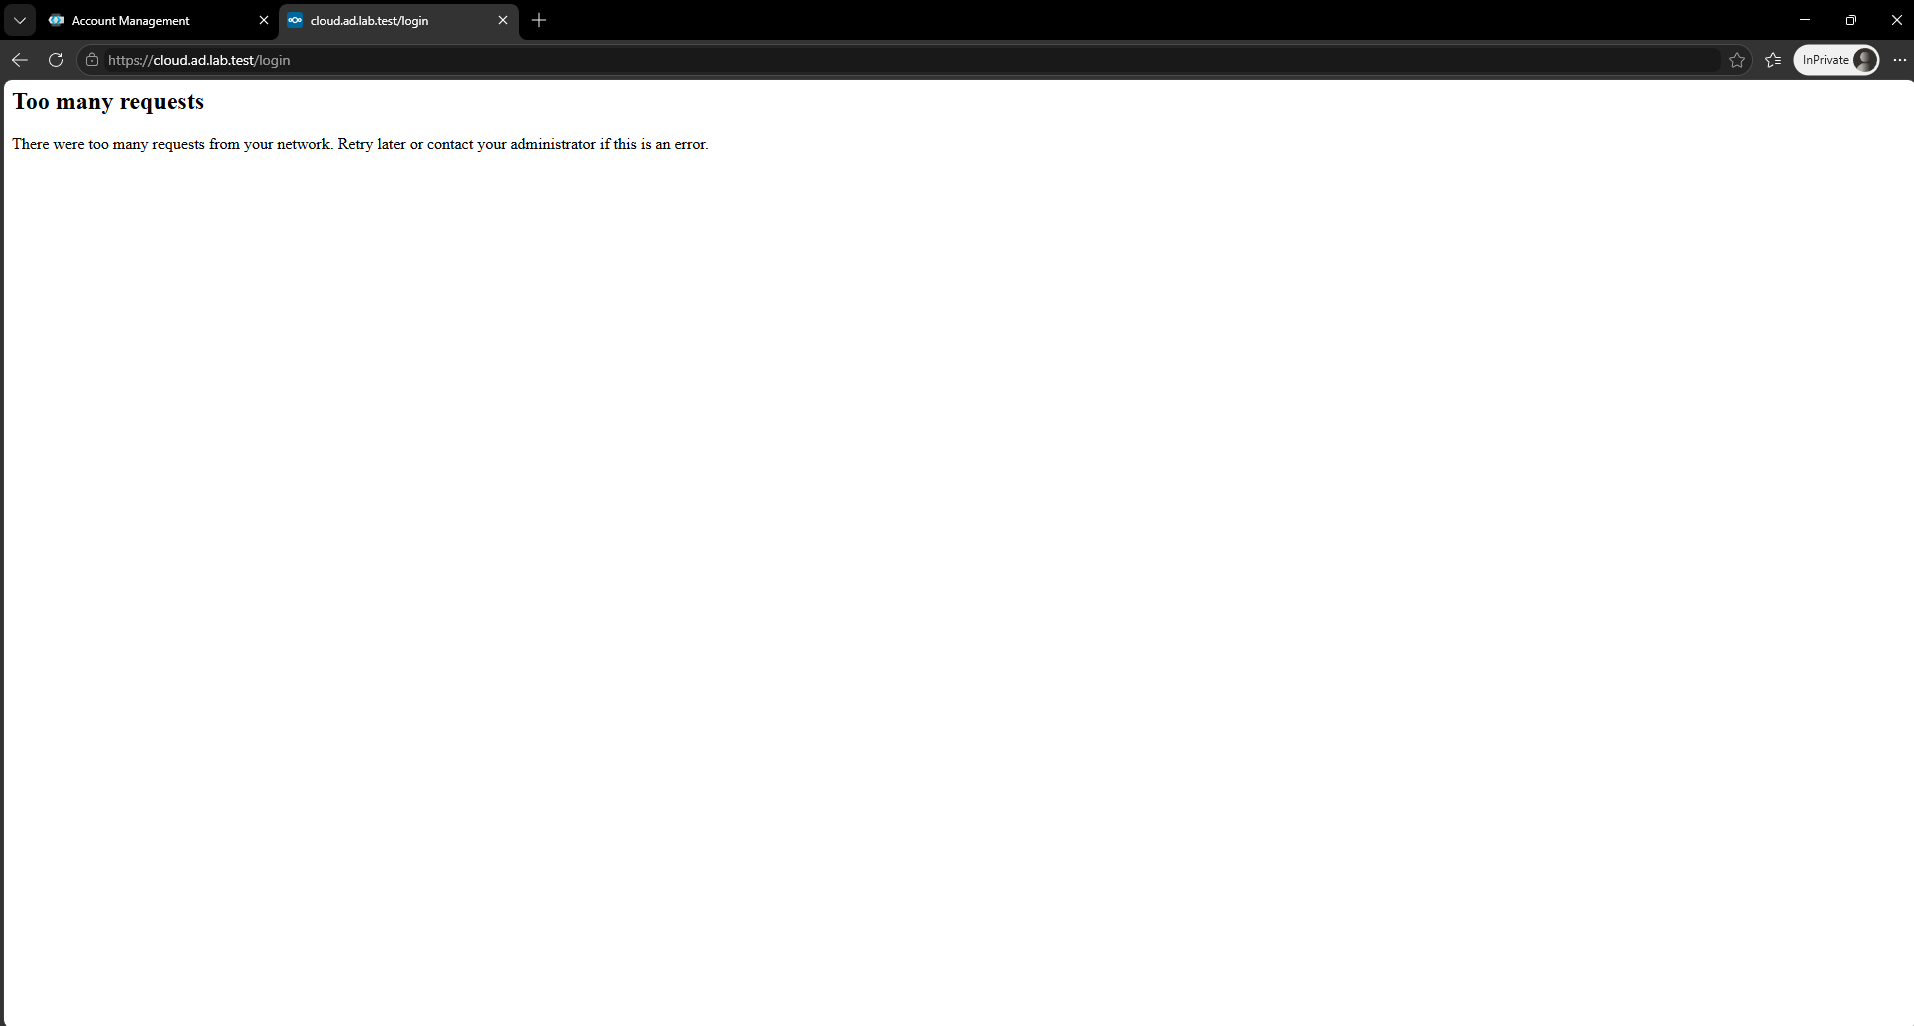 Account Management
cloud.ad.lab.test/login
https://cloud.ad.lab.test/login
InPrivate
Too many requests
There were too many requests from your network. Retry later or contact your administrator if this is an error.